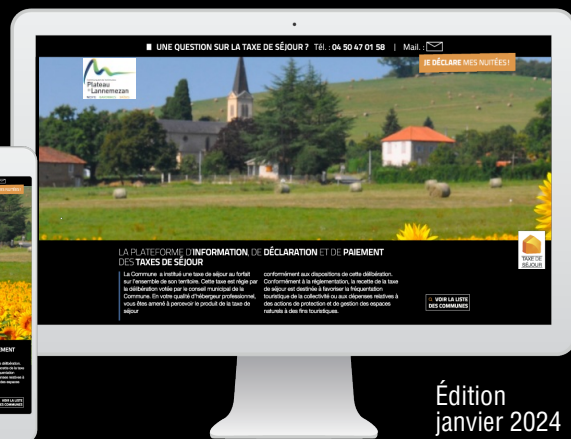 UNE QUESTION SUR LA TAXE DE SÉJOUR ? Tél. : 04 50 47 01 58 | Mail. :
JE DÉCLARE MES NUITÉES !
Plateau
de Lannemezan
LA PLATEFORME D'INFORMATION, DE DÉCLARATION ET DE PAIEMENT
DES TAXES DE SÉJOUR
La Commune a institué une taxe de séjour au forfait
sur l'ensemble de son territoire. Cette taxe est régie par
la délibération votée par le conseil municipal de la
Commune. En votre qualité d'hébergeur professionnel,
vous êtes amené à percevoir le produit de la taxe de
séjour
conformément aux dispositions de cette délibération.
Conformément à la réglementation, la recette de la taxe
de séjour est destinée à favoriser la fréquentation
touristique de la collectivité ou aux dépenses relatives à
des actions de protection et de gestion des espaces
naturels à des fins touristiques.
TAXE DE
SÉJOUR
VOIR LA LISTE
DES COMMUNES
VOIR LA LISTE
DES COMMUNES
Édition
janvier 2024